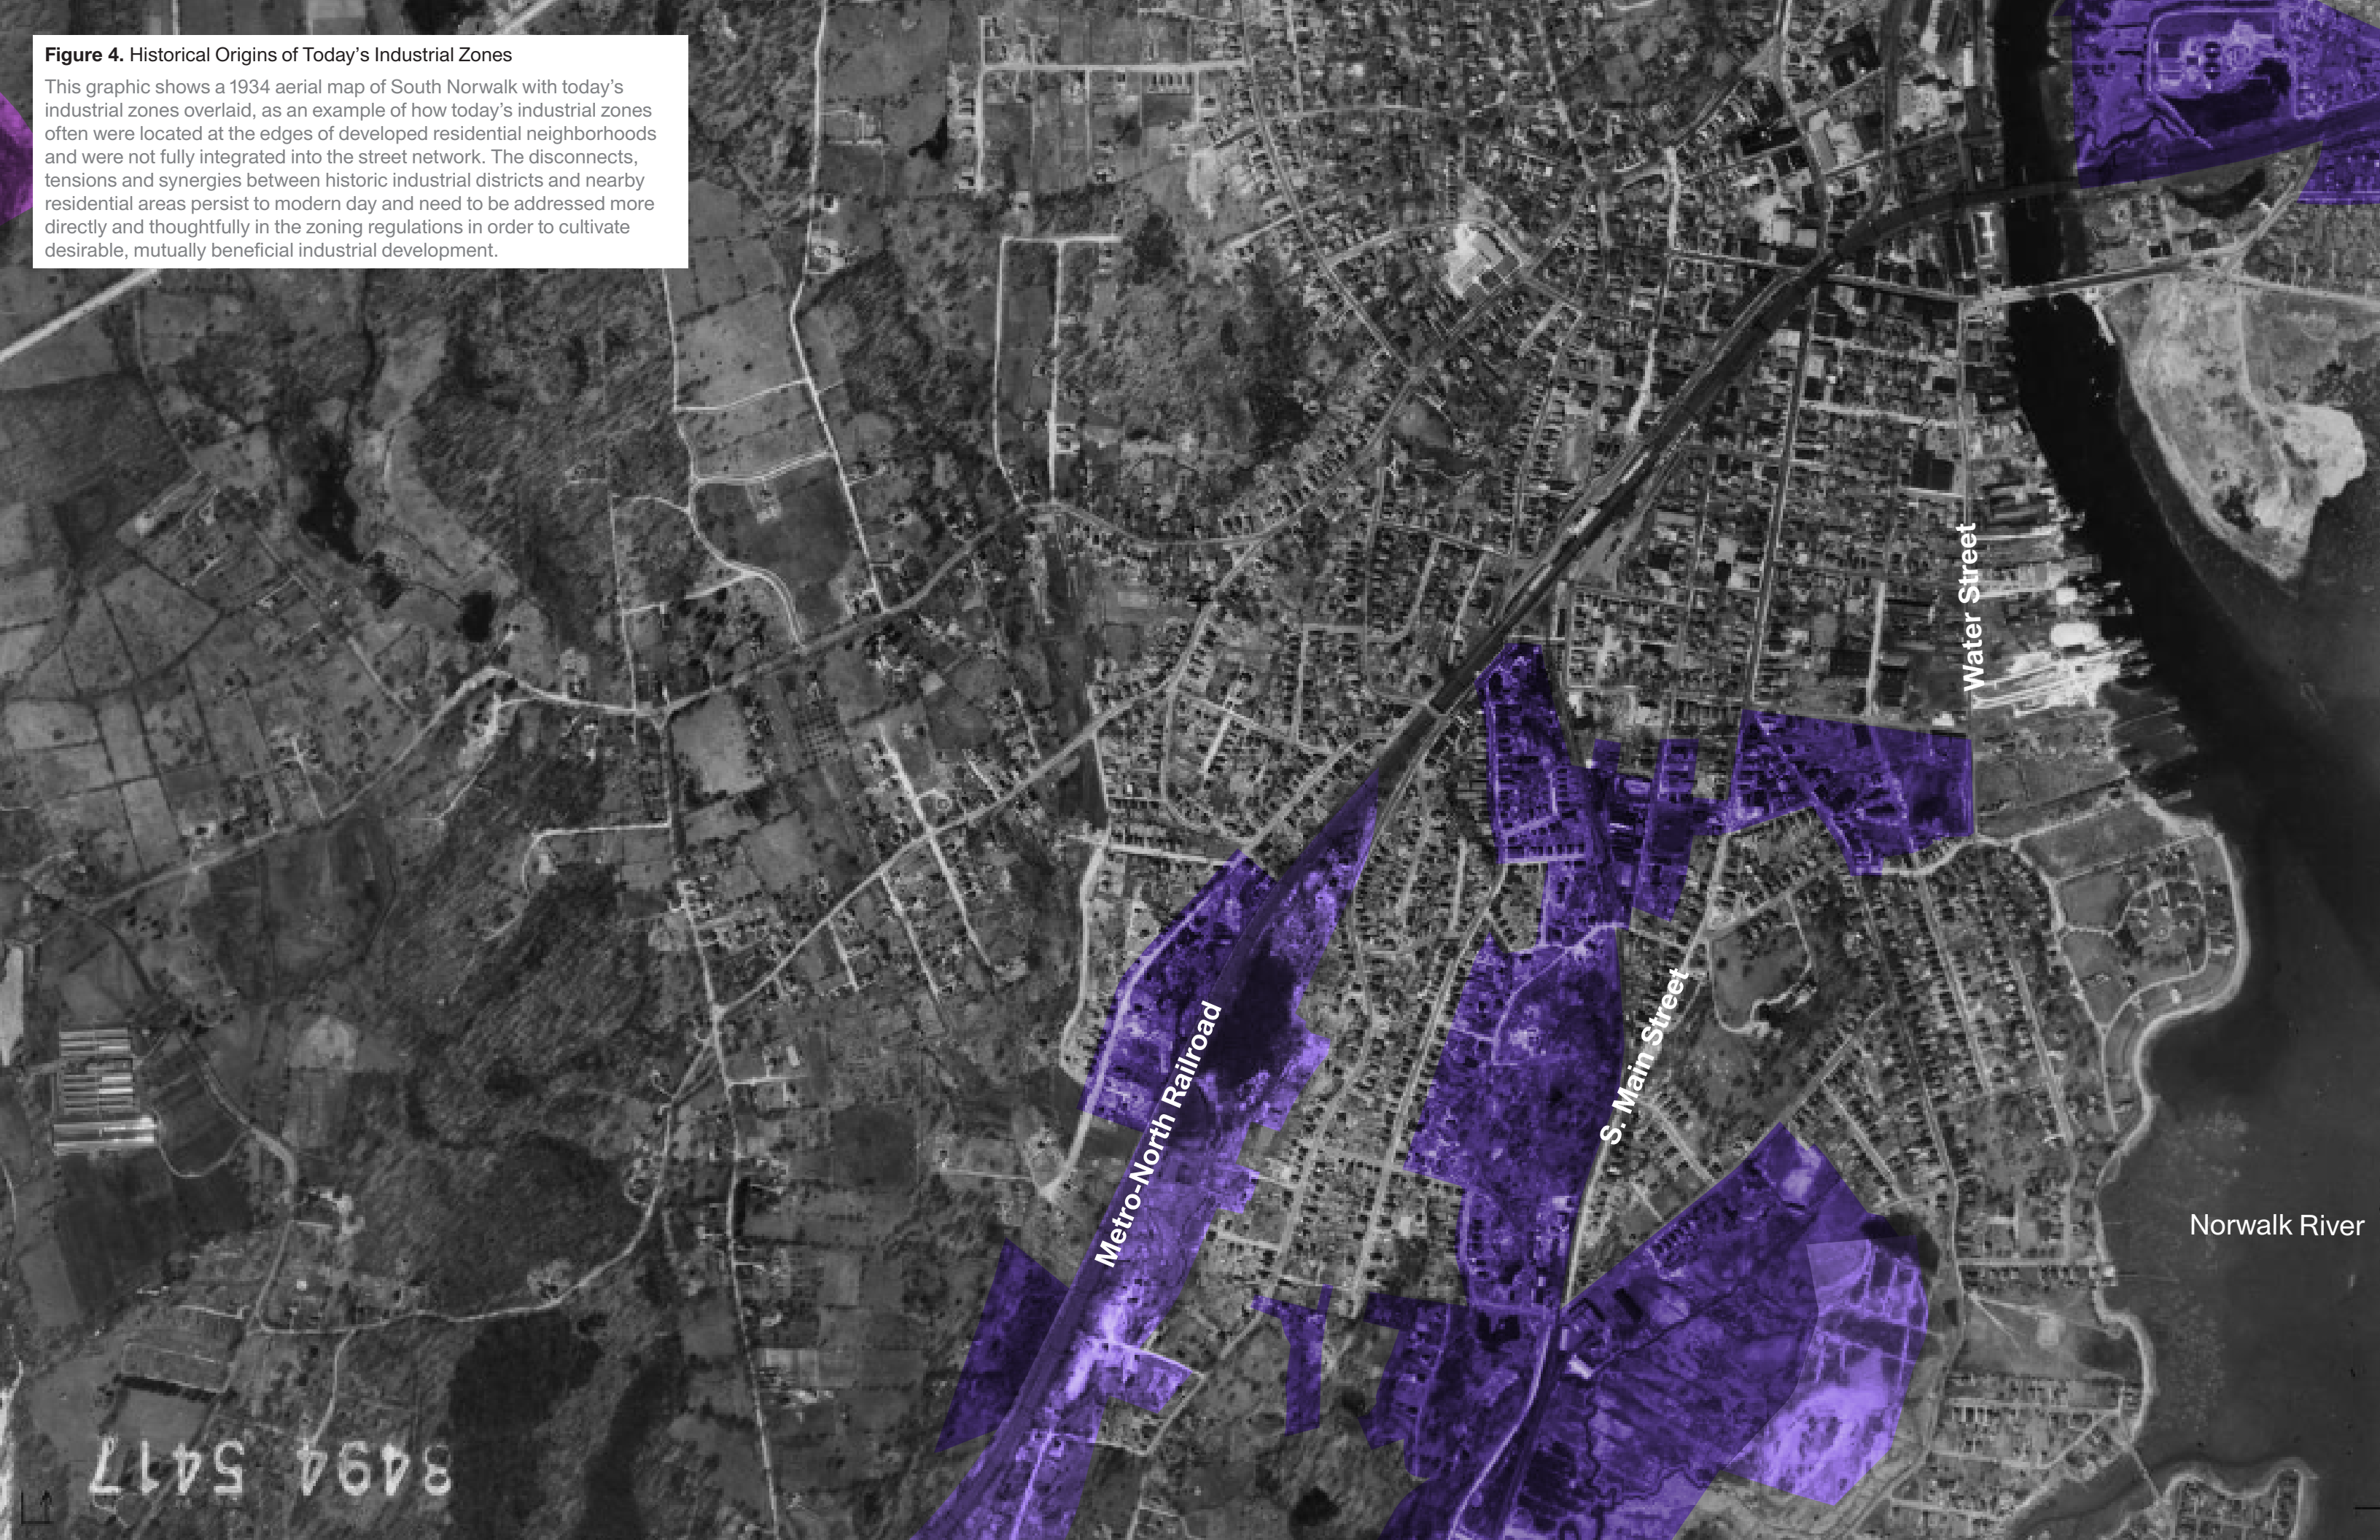 Figure 4. Historical Origins of Today's Industrial Zones
This graphic shows a 1934 aerial map of South Norwalk with today's
industrial zones overlaid, as an example of how today's industrial zones
often were located at the edges of developed residential neighborhoods
and were not fully integrated into the street network. The disconnects,
tensions and synergies between historic industrial districts and nearby
residential areas persist to modern day and need to be addressed more
directly and thoughtfully in the zoning regulations in order to cultivate
desirable, mutually beneficial industrial development.
Water Street
S. Main Street
Metro-North Railroad
Norwalk River
3494 5417